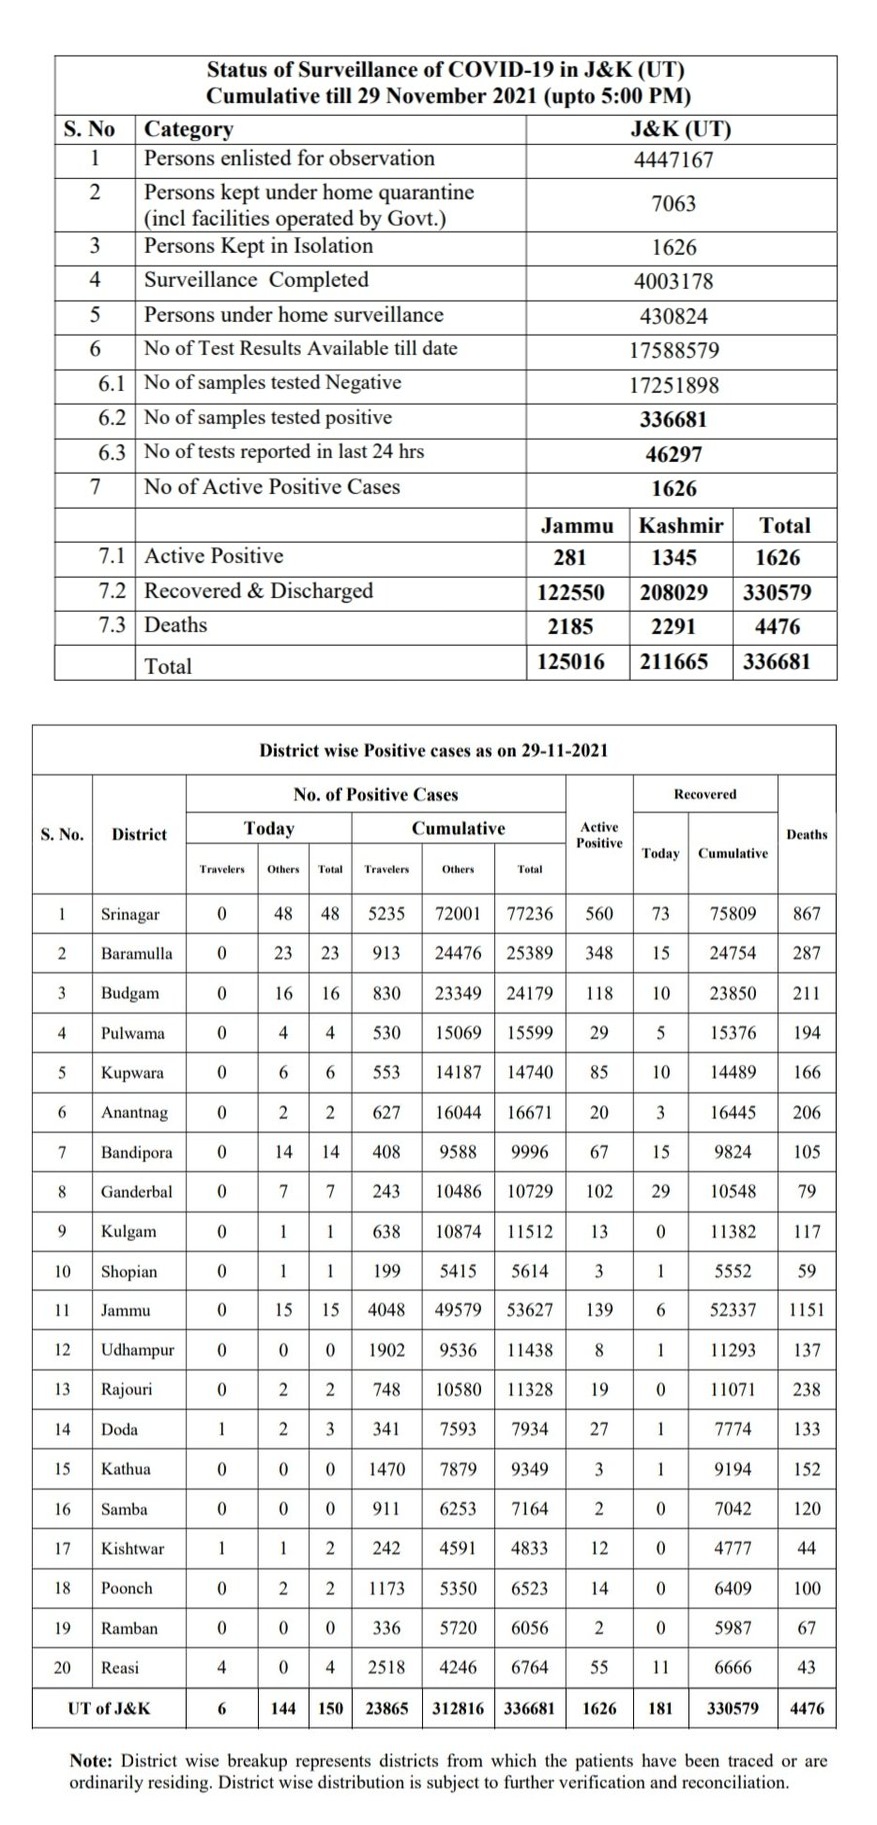 Status of Surveillance of COVID-19 in J&K (UT)
Cumulative till 29 November 2021 (upto 5:00 PM)
S. No Category J&K (UT)
1 Persons enlisted for observation 4447167
2 Persons kept under home quarantine
(incl facilities operated by Govt.) 7063
3 Persons Kept in Isolation 1626
4 Surveillance Completed 4003178
5 Persons under home surveillance 430824
6 No of Test Results Available till date 17588579
6.1 No of samples tested Negative 17251898
6.2 No of samples tested positive 336681
6.3 No of tests reported in last 24 hrs 46297
7 No of Active Positive Cases 1626
Jammu Kashmir Total
7.1 Active Positive 281 1345 1626
7.2 Recovered & Discharged 122550 208029 330579
7.3 Deaths 2185 2291 4476
Total 125016 211665 336681
District wise Positive cases as on 29-11-2021
S. No. District No. of Positive Cases Active Positive Recovered Deaths
Today Cumulative Today Cumulative
Travelers Others Total Travelers Others Total
1 Srinagar 0 48 48 5235 72001 77236 560 73 75809 867
2 Baramulla 0 23 23 913 24476 25389 348 15 24754 287
3 Budgam 0 16 16 830 23349 24179 118 10 23850 211
4 Pulwama 0 4 4 530 15069 15599 29 5 15376 194
5 Kupwara 0 6 6 553 14187 14740 85 10 14489 166
6 Anantnag 0 2 2 627 16044 16671 20 3 16445 206
7 Bandipora 0 14 14 408 9588 9996 67 15 9824 105
8 Ganderbal 0 7 7 243 10486 10729 102 29 10548 79
9 Kulgam 0 1 1 638 10874 11512 13 0 11382 117
10 Shopian 0 1 1 199 5415 5614 3 1 5552 59
11 Jammu 0 15 15 4048 49579 53627 139 6 52337 1151
12 Udhampur 0 0 0 1902 9536 11438 8 1 11293 137
13 Rajouri 0 2 2 748 10580 11328 19 0 11071 238
14 Doda 1 2 3 341 7593 7934 27 1 7774 133
15 Kathua 0 0 0 1470 7879 9349 3 1 9194 152
16 Samba 0 0 0 911 6253 7164 2 0 7042 120
17 Kishtwar 1 1 2 242 4591 4833 12 0 4777 44
18 Poonch 0 2 2 1173 5350 6523 14 0 6409 100
19 Ramban 0 0 0 336 5720 6056 2 0 5987 67
20 Reasi 4 0 4 2518 4246 6764 55 11 6666 43
UT of J&K 6 144 150 23865 312816 336681 1626 181 330579 4476
Note: District wise breakup represents districts from which the patients have been traced or are
ordinarily residing. District wise distribution is subject to further verification and reconciliation.